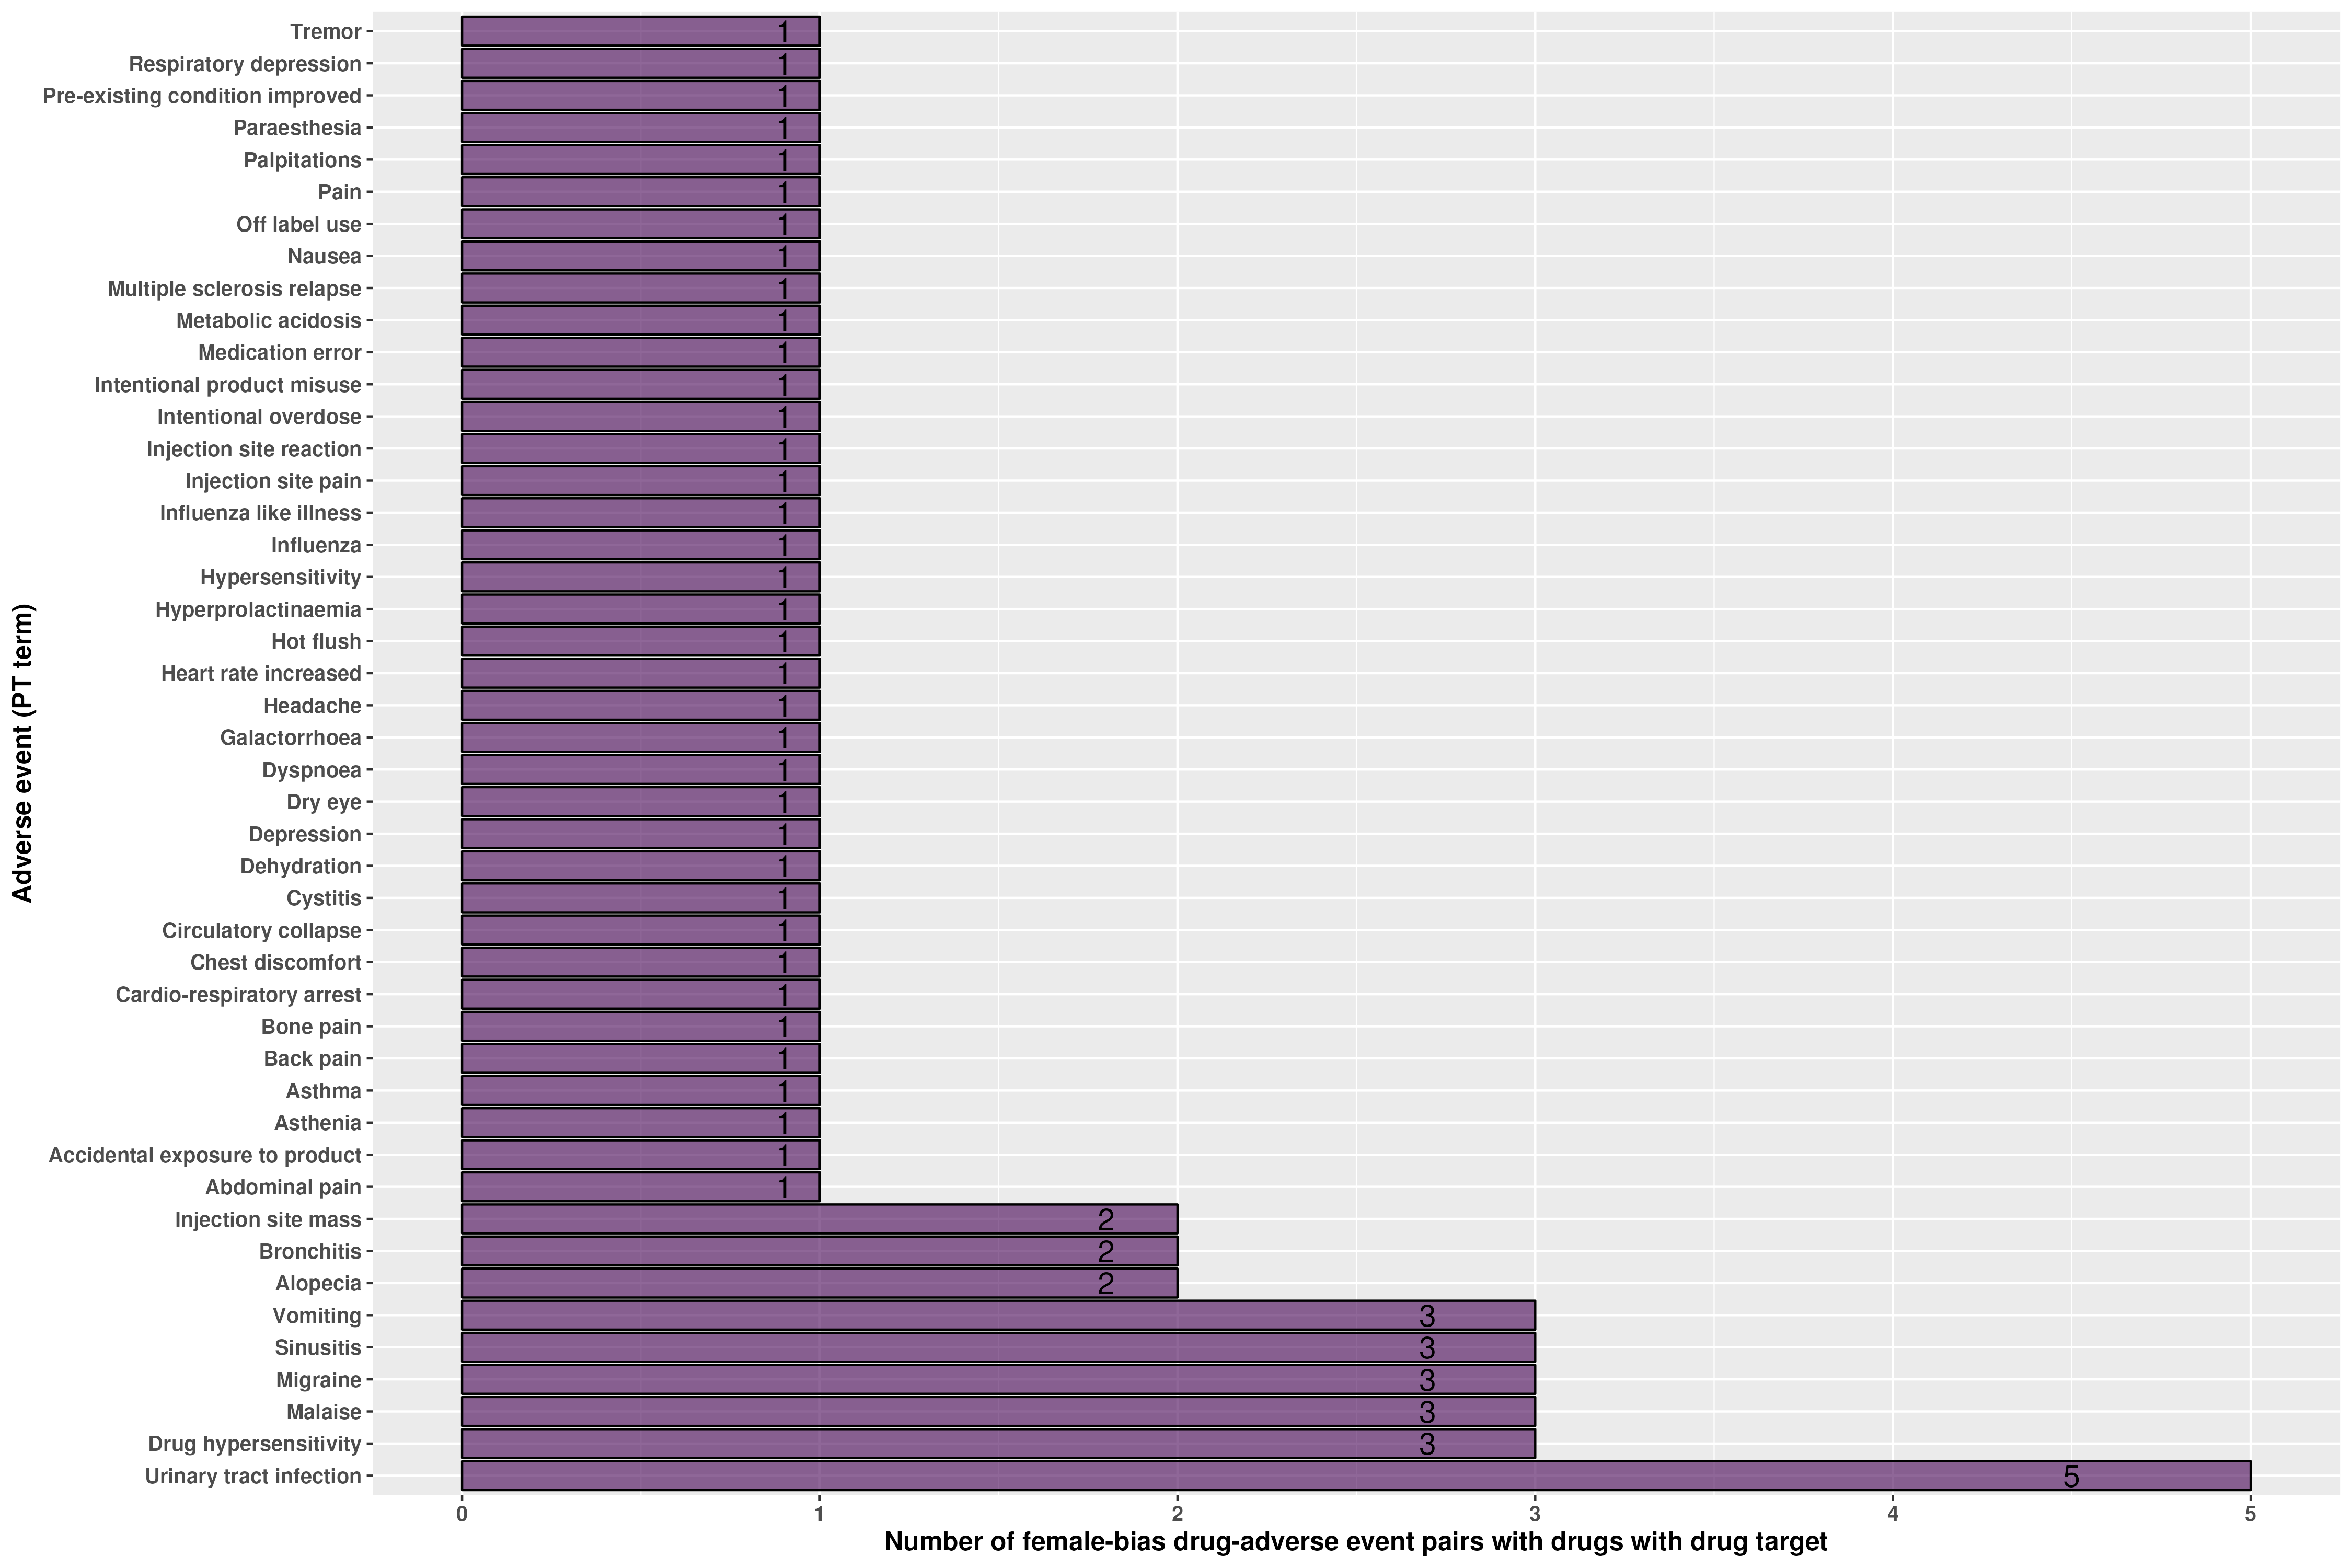 Adverse event (PT term)
Tremor 1
Respiratory depression 1
Pre-existing condition improved 1
Paraesthesia 1
Palpitations 1
Pain 1
Off label use 1
Nausea 1
Multiple sclerosis relapse 1
Metabolic acidosis 1
Medication error 1
Intentional product misuse 1
Intentional overdose 1
Injection site reaction 1
Injection site pain 1
Influenza like illness 1
Influenza 1
Hypersensitivity 1
Hyperprolactinaemia 1
Hot flush 1
Heart rate increased 1
Headache 1
Galactorrhoea 1
Dyspnoea 1
Dry eye 1
Depression 1
Dehydration 1
Cystitis 1
Circulatory collapse 1
Chest discomfort 1
Cardio-respiratory arrest 1
Bone pain 1
Back pain 1
Asthma 1
Asthenia 1
Accidental exposure to product 1
Abdominal pain 1
Injection site mass 2
Bronchitis 2
Alopecia 2
Vomiting 3
Sinusitis 3
Migraine 3
Malaise 3
Drug hypersensitivity 3
Urinary tract infection 5
0 1 2 3 4 5
Number of female-bias drug-adverse event pairs with drugs with drug target